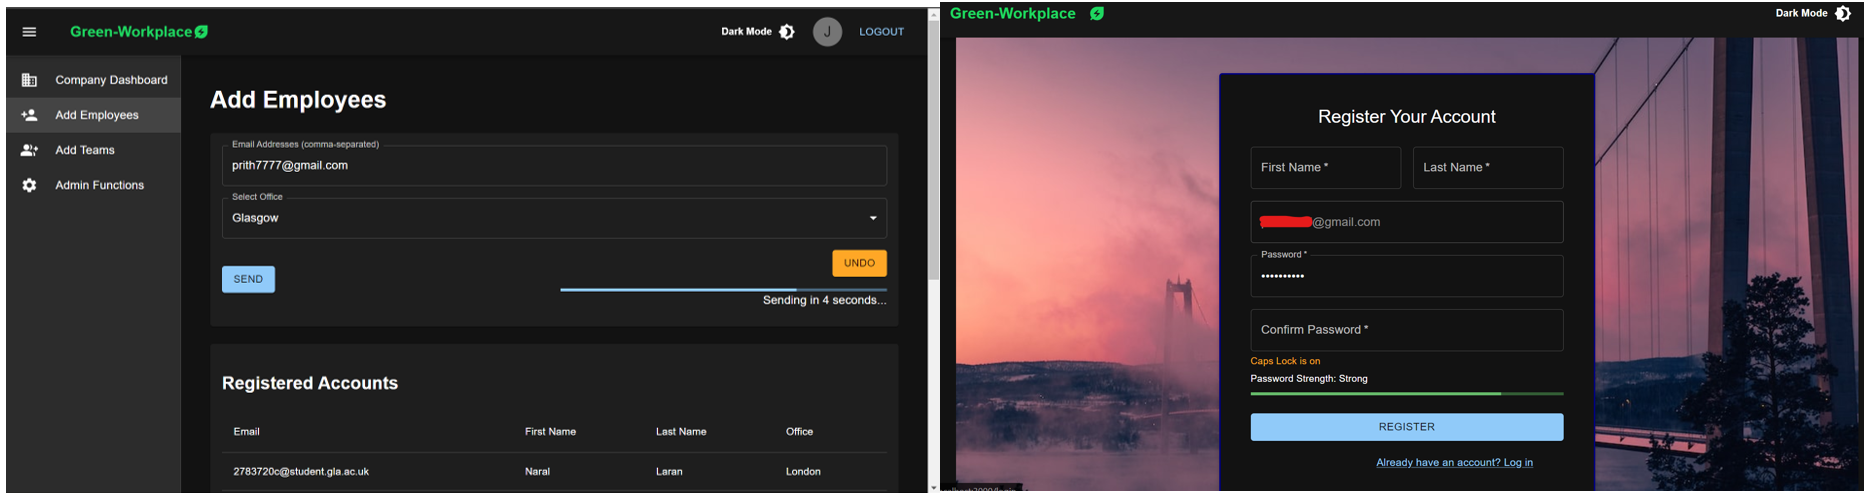 Green-Workplace
Dark Mode
J
LOGOUT
Company Dashboard
Add Employees
Add Teams
Admin Functions
Add Employees
Email Addresses (comma-separated)
prith7777@gmail.com
Select Office
Glasgow
UNDO
SEND
Sending in 4 seconds...
Registered Accounts
Email First Name Last Name Office
2783720c@student.gla.ac.uk Naral Laran London
Green-Workplace
Dark Mode
Register Your Account
First Name * Last Name *
@gmail.com
Password *
••••••••••
Confirm Password *
Caps Lock is on
Password Strength: Strong
REGISTER
Already have an account? Log in